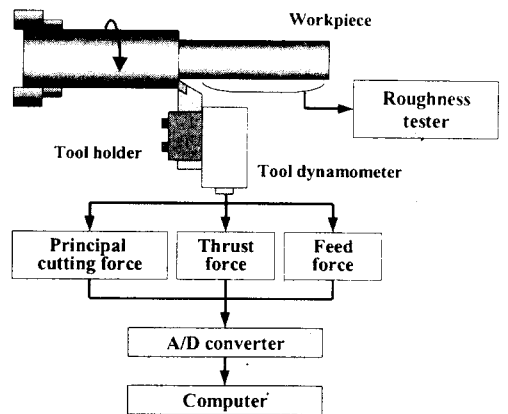 Workpiece
Roughness
tester
Tool holder
Tool dynamometer
Principal
cutting force
Thrust
force
Feed
force
A/D converter
Computer